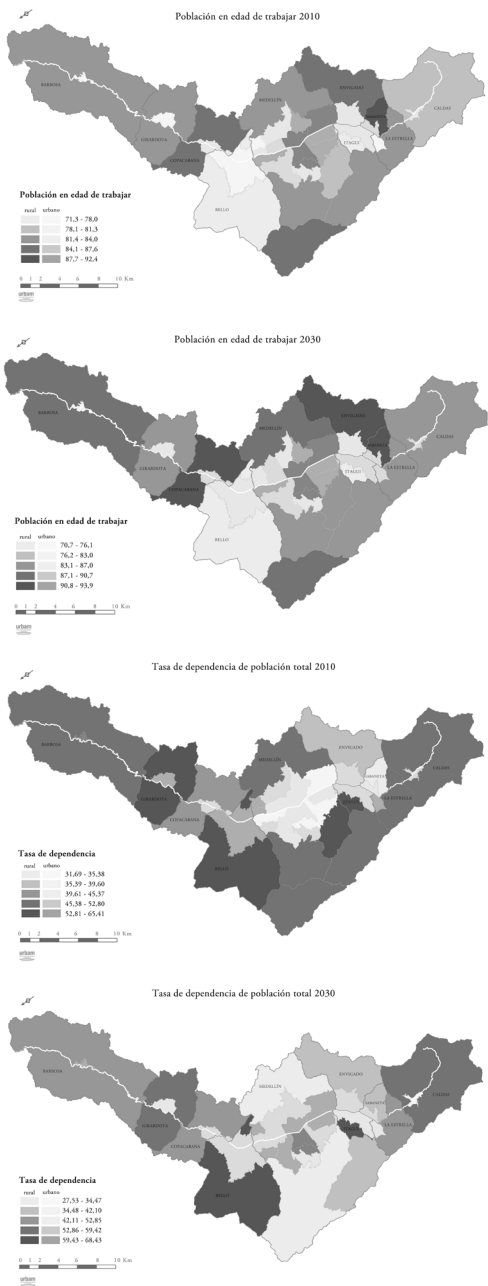 Población en edad de trabajar 2010
BARBOSA
GIRARDOTA
COPACABANA
BELLO
MEDELLÍN
ENVIGADO
SABANETA
ITAGUI
LA ESTRELLA
CALDAS
Población en edad de trabajar
rural urbano
71,3 - 78,0
78,1 - 81,3
81,4 - 84,0
84,1 - 87,6
87,7 - 92,4
0 1 2 4 6 8 10 Km
urbam
Población en edad de trabajar 2030
BARBOSA
GIRARDOTA
COPACABANA
BELLO
MEDELLÍN
ENVIGADO
SABANETA
ITAGUI
LA ESTRELLA
CALDAS
Población en edad de trabajar
rural urbano
70,7 - 76,1
76,2 - 83,0
83,1 - 87,0
87,1 - 90,7
90,8 - 93,9
0 1 2 4 6 8 10 Km
urbam
Tasa de dependencia de población total 2010
BARBOSA
GIRARDOTA
COPACABANA
BELLO
MEDELLÍN
ENVIGADO
SABANETA
ITAGUI
LA ESTRELLA
CALDAS
Tasa de dependencia
rural urbano
31,69 - 35,38
35,39 - 39,60
39,61 - 45,37
45,38 - 52,80
52,81 - 65,41
0 1 2 4 6 8 10 Km
urbam
Tasa de dependencia de población total 2030
BARBOSA
GIRARDOTA
COPACABANA
BELLO
MEDELLÍN
ENVIGADO
SABANETA
ITAGUI
LA ESTRELLA
CALDAS
Tasa de dependencia
rural urbano
27,53 - 34,47
34,48 - 42,10
42,11 - 52,85
52,86 - 59,42
59,43 - 68,43
0 1 2 4 6 8 10 Km
urbam